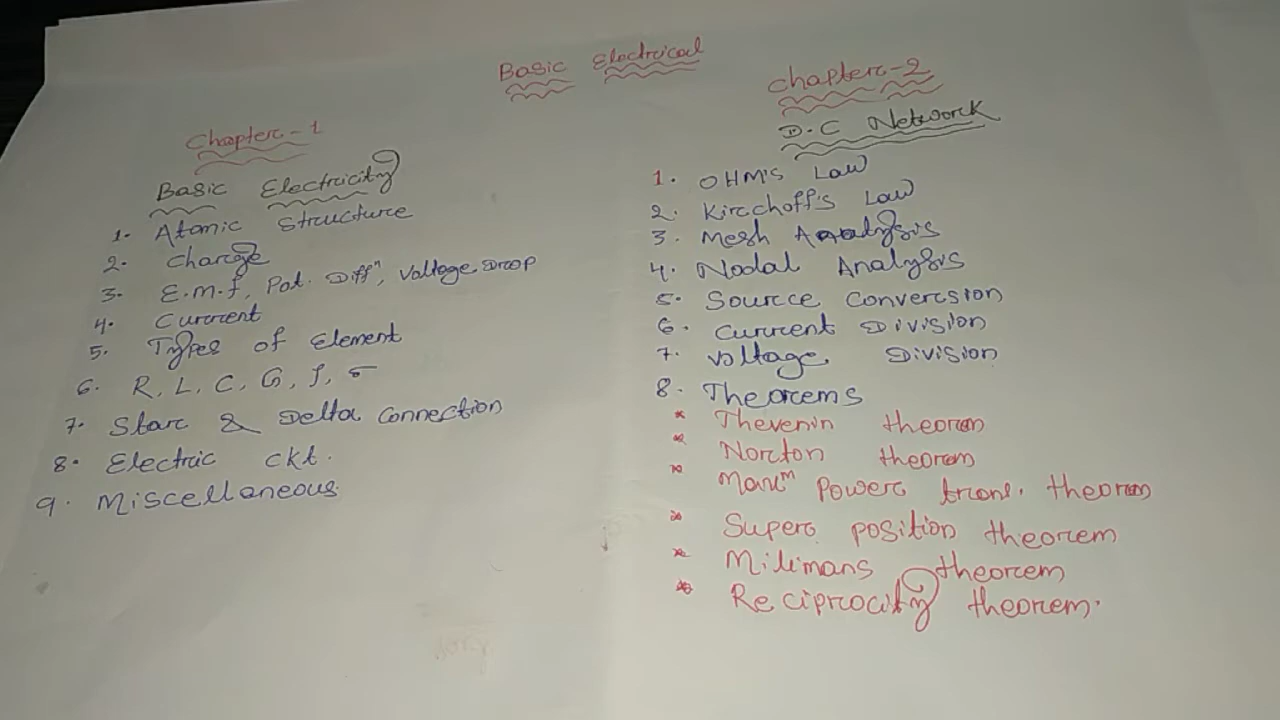 Basic Electrical
Chapter-1
Basic Electricity
1. Atomic Structure
2. Charge
3. E.m.f, Pot. Diffⁿ, Voltage Drop
4. Current
5. Types of Element
6. R, L, C, G, ρ, σ
7. Star & Delta Connection
8. Electric ckt.
9. Miscellaneous
Chapter-2
D.C Network
1. OHM's Law
2. Kirchoff's Law
3. Mesh Analysis
4. Nodal Analysis
5. Source Conversion
6. Current Division
7. Voltage Division
8. Theorems
* Thevenin theorem
* Norton theorem
* Maxᵐ Power trans. theorem
* Super position theorem
* Milimans theorem
* Reciprocity theorem.